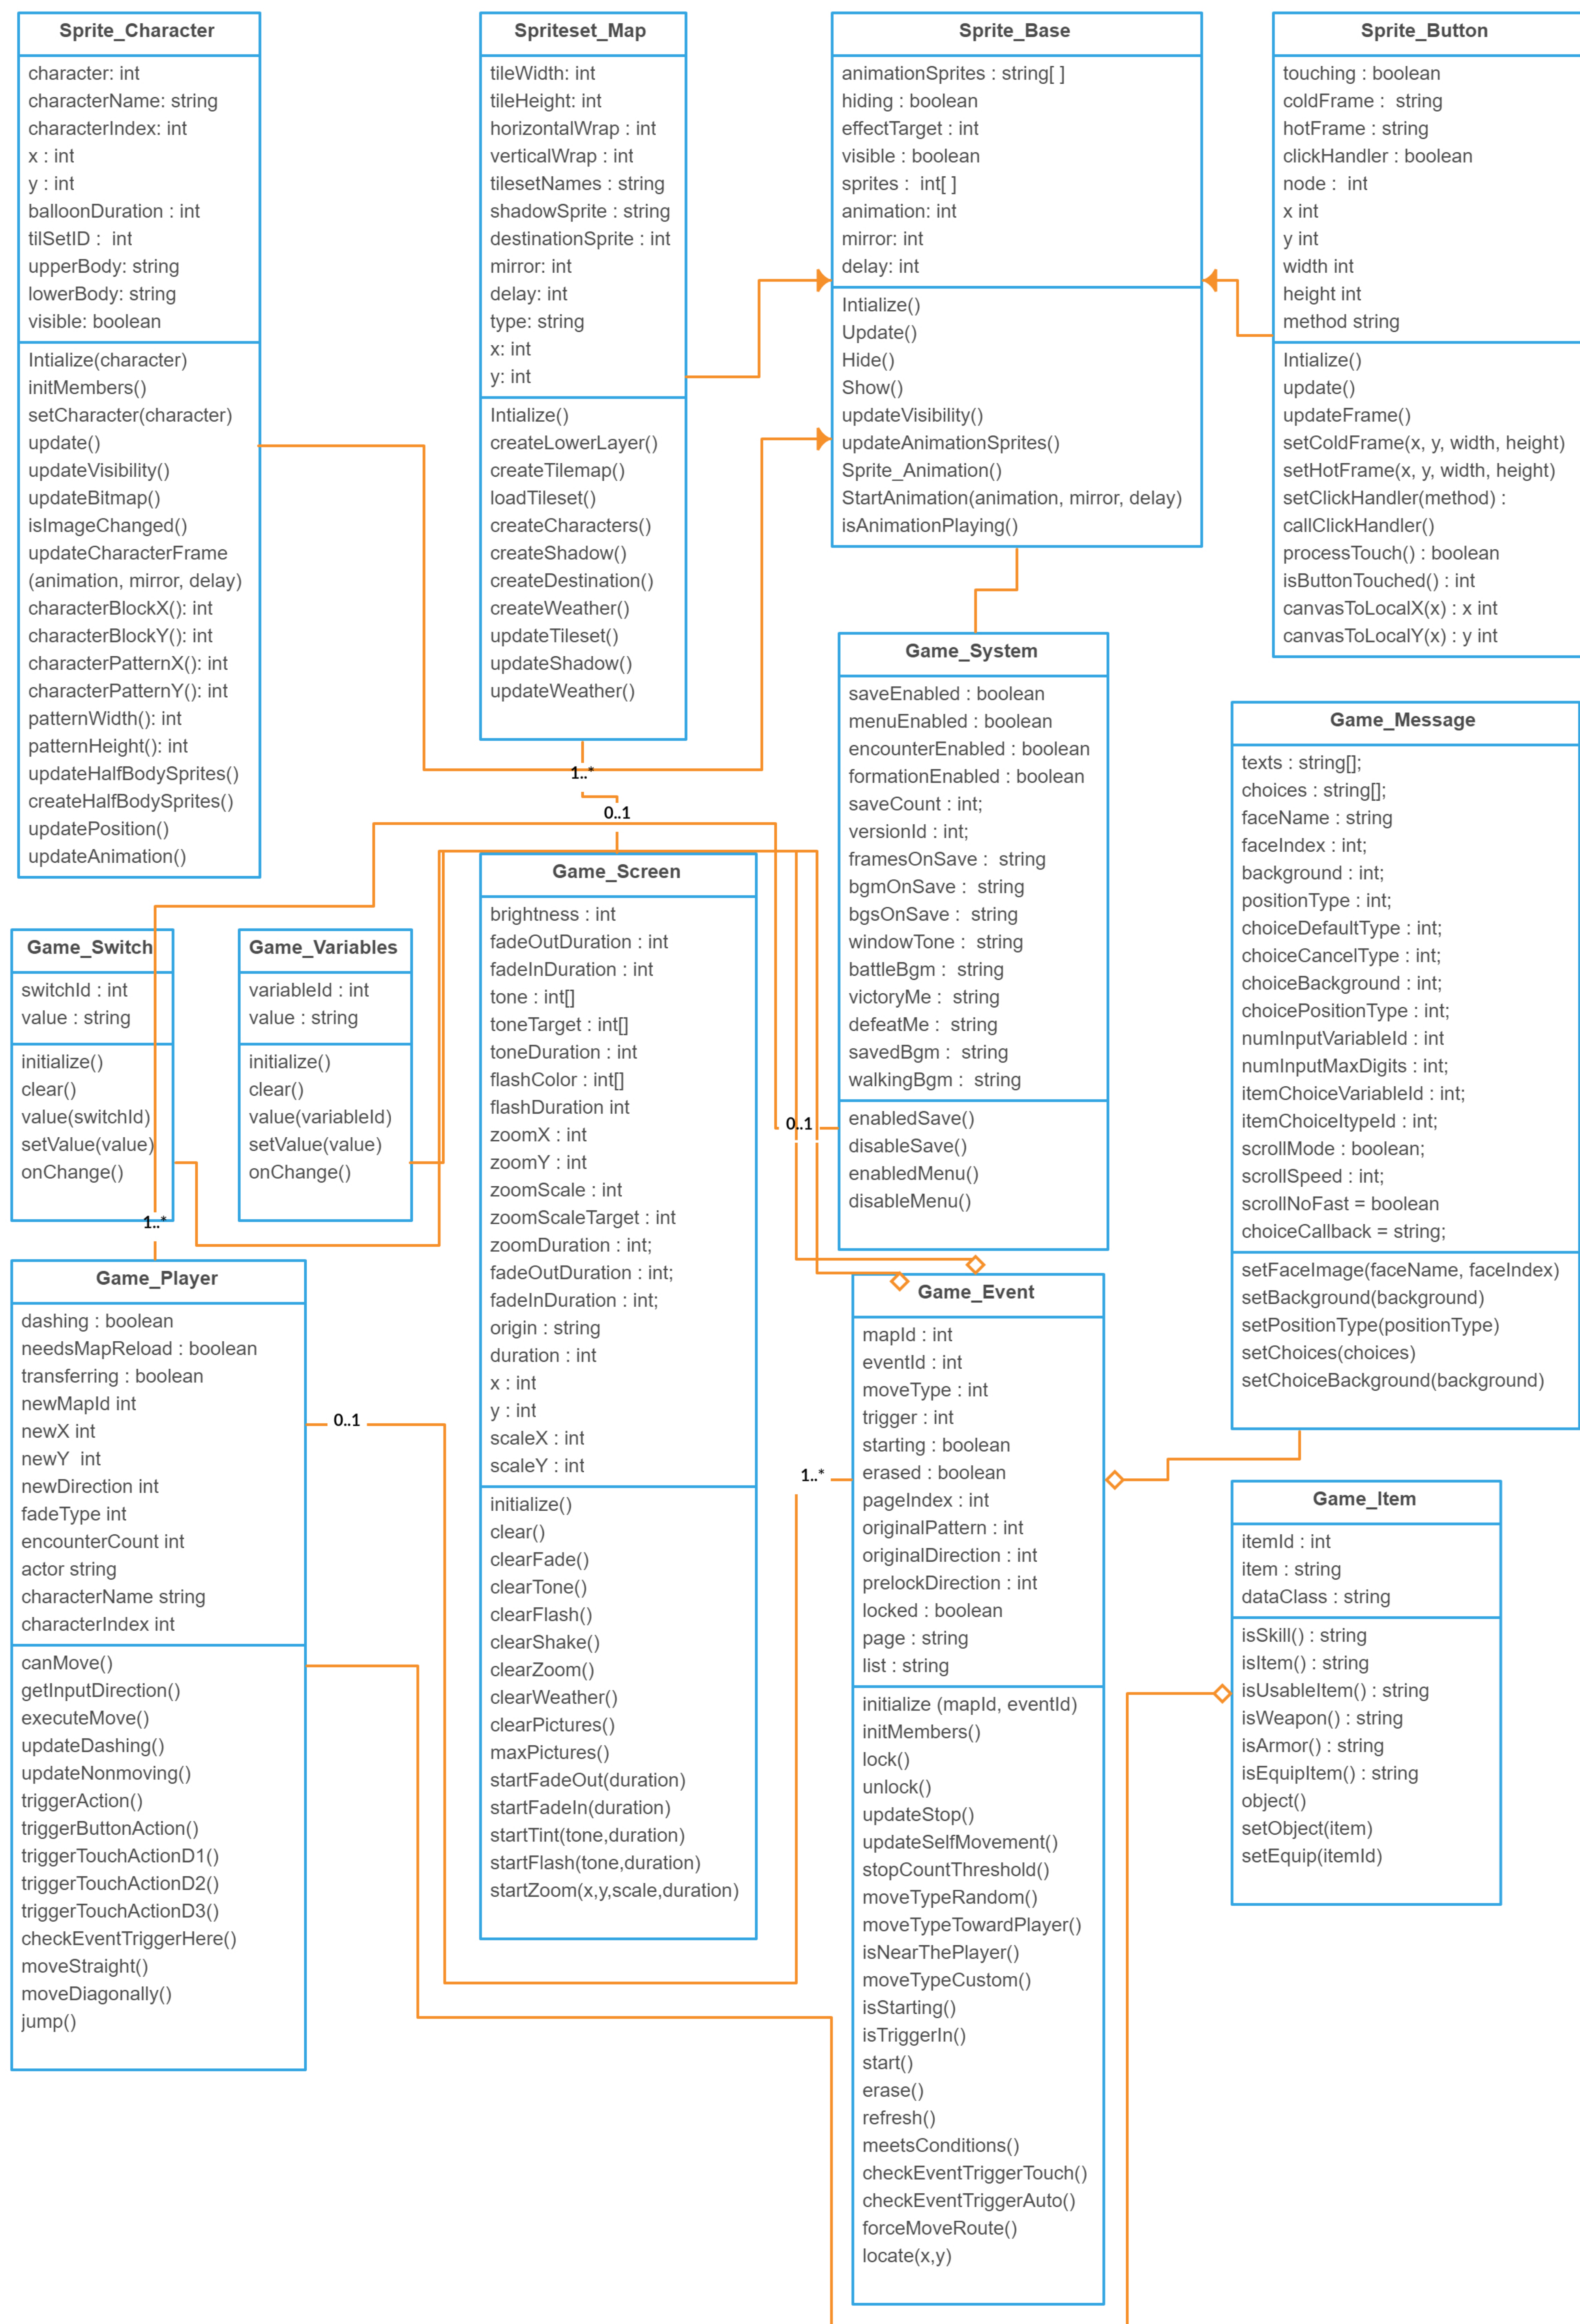 Sprite_Character
character: int
characterName: string
characterIndex: int
x : int
y : int
balloonDuration : int
tilSetID : int
upperBody: string
lowerBody: string
visible: boolean
Intialize(character)
initMembers()
setCharacter(character)
update()
updateVisibility()
updateBitmap()
isImageChanged()
updateCharacterFrame
(animation, mirror, delay)
characterBlockX(): int
characterBlockY(): int
characterPatternX(): int
characterPatternY(): int
patternWidth(): int
patternHeight(): int
updateHalfBodySprites()
createHalfBodySprites()
updatePosition()
updateAnimation()
Spriteset_Map
tileWidth: int
tileHeight: int
horizontalWrap : int
verticalWrap : int
tilesetNames : string
shadowSprite : string
destinationSprite : int
mirror: int
delay: int
type: string
x: int
y: int
Intialize()
createLowerLayer()
createTilemap()
loadTileset()
createCharacters()
createShadow()
createDestination()
createWeather()
updateTileset()
updateShadow()
updateWeather()
1..*
0..1
Sprite_Base
animationSprites : string[ ]
hiding : boolean
effectTarget : int
visible : boolean
sprites : int[ ]
animation: int
mirror: int
delay: int
Intialize()
Update()
Hide()
Show()
updateVisibility()
updateAnimationSprites()
Sprite_Animation()
StartAnimation(animation, mirror, delay)
isAnimationPlaying()
Sprite_Button
touching : boolean
coldFrame : string
hotFrame : string
clickHandler : boolean
node : int
x int
y int
width int
height int
method string
Intialize()
update()
updateFrame()
setColdFrame(x, y, width, height)
setHotFrame(x, y, width, height)
setClickHandler(method) :
callClickHandler()
processTouch() : boolean
isButtonTouched() : int
canvasToLocalX(x) : x int
canvasToLocalY(x) : y int
Game_System
saveEnabled : boolean
menuEnabled : boolean
encounterEnabled : boolean
formationEnabled : boolean
saveCount : int;
versionId : int;
framesOnSave : string
bgmOnSave : string
bgsOnSave : string
windowTone : string
battleBgm : string
victoryMe : string
defeatMe : string
savedBgm : string
walkingBgm : string
0..1
enabledSave()
disableSave()
enabledMenu()
disableMenu()
Game_Message
texts : string[];
choices : string[];
faceName : string
faceIndex : int;
background : int;
positionType : int;
choiceDefaultType : int;
choiceCancelType : int;
choiceBackground : int;
choicePositionType : int;
numInputVariableId : int
numInputMaxDigits : int;
itemChoiceVariableId : int;
itemChoiceItypeId : int;
scrollMode : boolean;
scrollSpeed : int;
scrollNoFast = boolean
choiceCallback = string;
setFaceImage(faceName, faceIndex)
setBackground(background)
setPositionType(positionType)
setChoices(choices)
setChoiceBackground(background)
Game_Switch
switchId : int
value : string
initialize()
clear()
value(switchId)
setValue(value)
onChange()
1..*
Game_Variables
variableId : int
value : string
initialize()
clear()
value(variableId)
setValue(value)
onChange()
Game_Screen
brightness : int
fadeOutDuration : int
fadeInDuration : int
tone : int[]
toneTarget : int[]
toneDuration : int
flashColor : int[]
flashDuration int
zoomX : int
zoomY : int
zoomScale : int
zoomScaleTarget : int
zoomDuration : int;
fadeOutDuration : int;
fadeInDuration : int;
origin : string
duration : int
x : int
y : int
scaleX : int
scaleY : int
initialize()
clear()
clearFade()
clearTone()
clearFlash()
clearShake()
clearZoom()
clearWeather()
clearPictures()
maxPictures()
startFadeOut(duration)
startFadeIn(duration)
startTint(tone,duration)
startFlash(tone,duration)
startZoom(x,y,scale,duration)
Game_Player
dashing : boolean
needsMapReload : boolean
transferring : boolean
newMapId int
newX int
newY int
newDirection int
fadeType int
encounterCount int
actor string
characterName string
characterIndex int
0..1
canMove()
getInputDirection()
executeMove()
updateDashing()
updateNonmoving()
triggerAction()
triggerButtonAction()
triggerTouchActionD1()
triggerTouchActionD2()
triggerTouchActionD3()
checkEventTriggerHere()
moveStraight()
moveDiagonally()
jump()
Game_Event
mapId : int
eventId : int
moveType : int
trigger : int
starting : boolean
1..*
erased : boolean
pageIndex : int
originalPattern : int
originalDirection : int
prelockDirection : int
locked : boolean
page : string
list : string
initialize (mapId, eventId)
initMembers()
lock()
unlock()
updateStop()
updateSelfMovement()
stopCountThreshold()
moveTypeRandom()
moveTypeTowardPlayer()
isNearThePlayer()
moveTypeCustom()
isStarting()
isTriggerIn()
start()
erase()
refresh()
meetsConditions()
checkEventTriggerTouch()
checkEventTriggerAuto()
forceMoveRoute()
locate(x,y)
Game_Item
itemId : int
item : string
dataClass : string
isSkill() : string
isItem() : string
isUsableItem() : string
isWeapon() : string
isArmor() : string
isEquipItem() : string
object()
setObject(item)
setEquip(itemId)